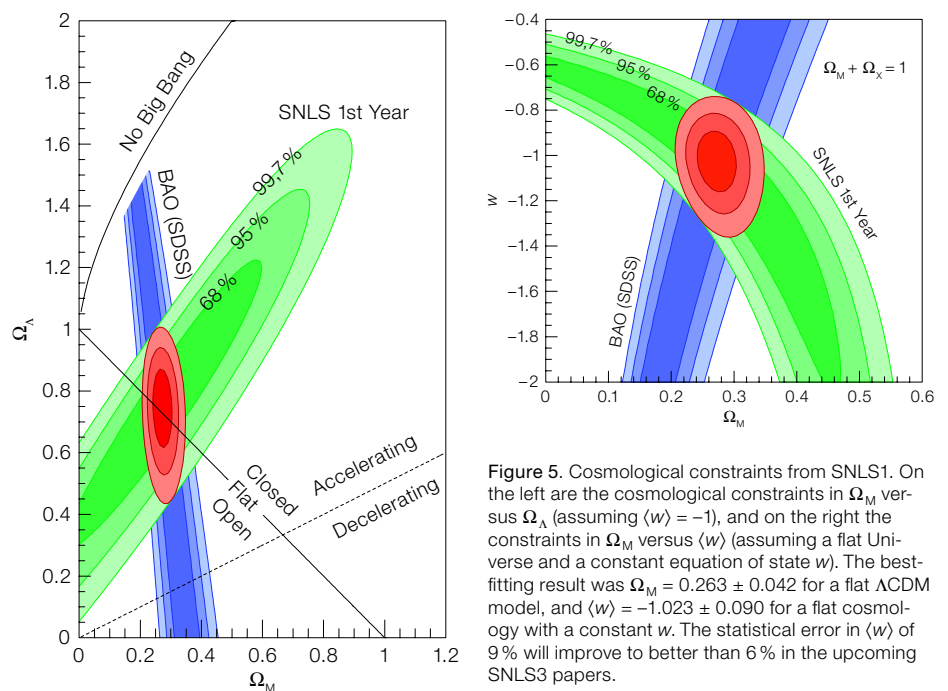 2
1.8
1.6
1.4
1.2
1
0.8
0.6
0.4
0.2
0
Ω_Λ
No Big Bang
BAO (SDSS)
SNLS 1st Year
99,7 %
95 %
68 %
Closed
Flat
Open
Accelerating
Decelerating
0 0.2 0.4 0.6 0.8 1.0 1.2
Ω_M
−0.4
−0.6
−0.8
−1
−1.2
−1.4
−1.6
−1.8
−2
w
99,7 %
95 %
68 %
Ω_M + Ω_X = 1
SNLS 1st Year
BAO (SDSS)
0 0.1 0.2 0.3 0.4 0.5 0.6
Ω_M
Figure 5. Cosmological constraints from SNLS1. On
the left are the cosmological constraints in Ω_M ver-
sus Ω_Λ (assuming ⟨w⟩ = −1), and on the right the
constraints in Ω_M versus ⟨w⟩ (assuming a flat Uni-
verse and a constant equation of state w). The best-
fitting result was Ω_M = 0.263 ± 0.042 for a flat ΛCDM
model, and ⟨w⟩ = −1.023 ± 0.090 for a flat cosmol-
ogy with a constant w. The statistical error in ⟨w⟩ of
9 % will improve to better than 6 % in the upcoming
SNLS3 papers.